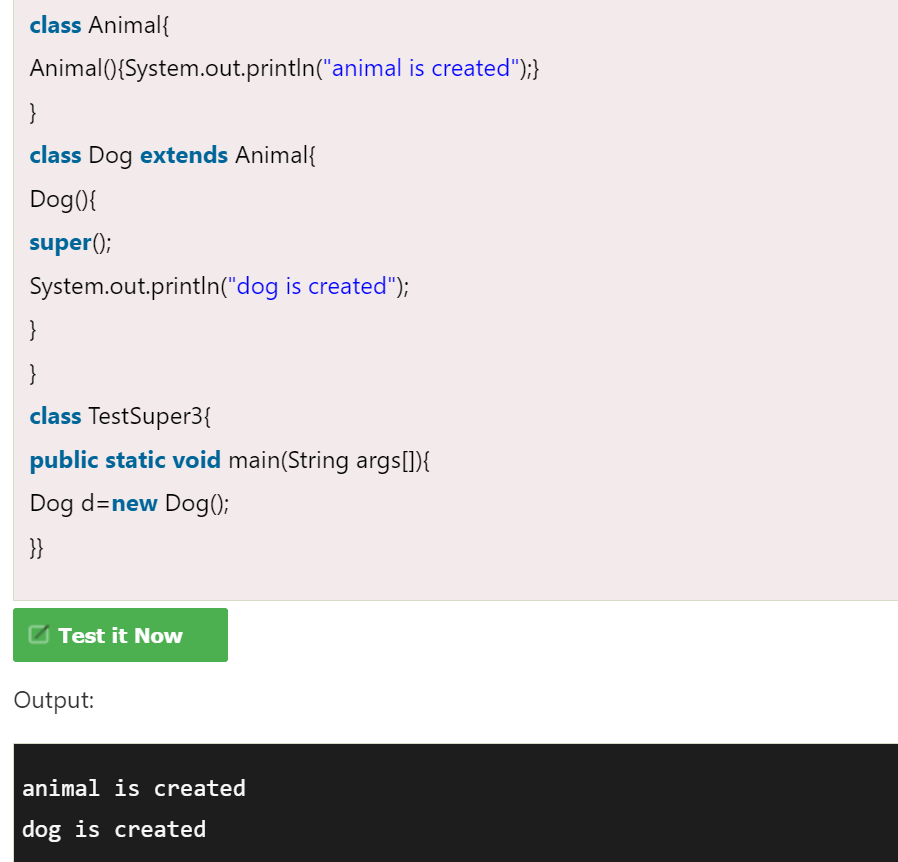 class Animal{
Animal(){System.out.println("animal is created");}
}
class Dog extends Animal{
Dog(){
super();
System.out.println("dog is created");
}
}
class TestSuper3{
public static void main(String args[]){
Dog d=new Dog();
}}
Test it Now
Output:
animal is created
dog is created